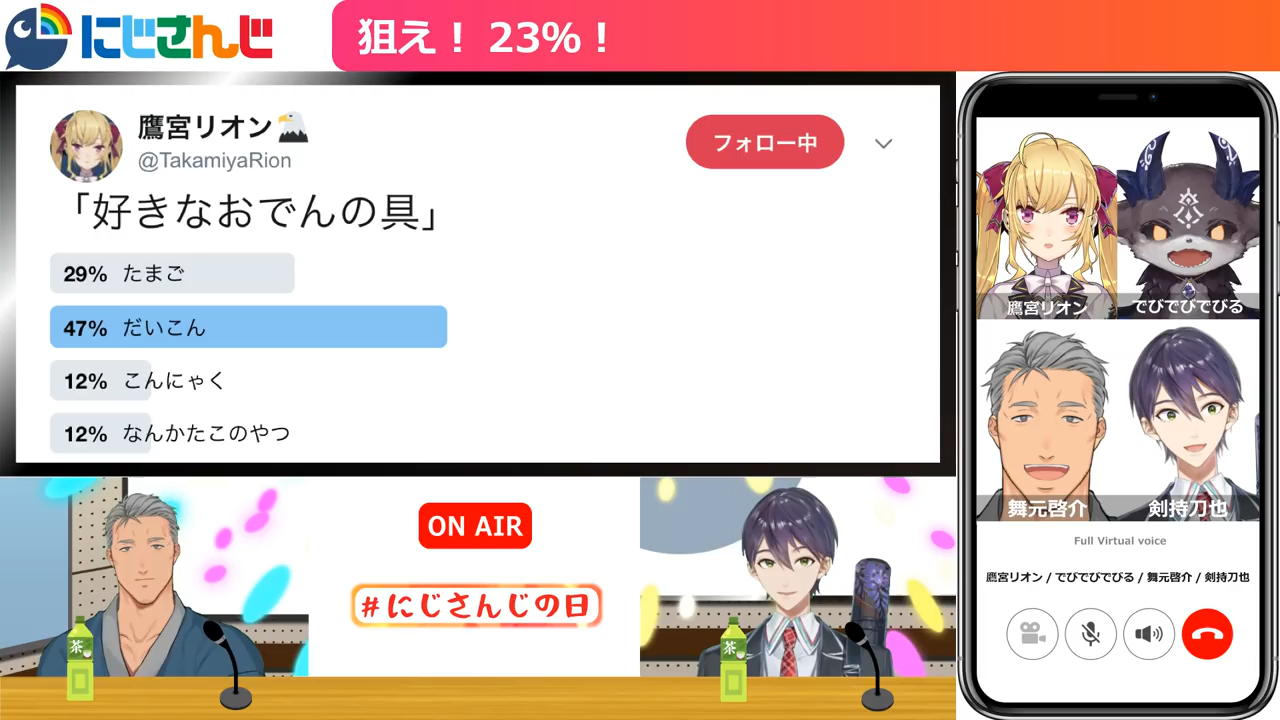 にじさんじ
狙え！ 23%！
鷹宮リオン
@TakamiyaRion
フォロー中
「好きなおでんの具」
29% たまご
47% だいこん
12% こんにゃく
12% なんかたこのやつ
鷹宮リオン
でびでびでびる
舞元啓介
剣持刀也
Full Virtual voice
鷹宮リオン / でびでびでびる / 舞元啓介 / 剣持刀也
ON AIR
#にじさんじの日
茶
茶